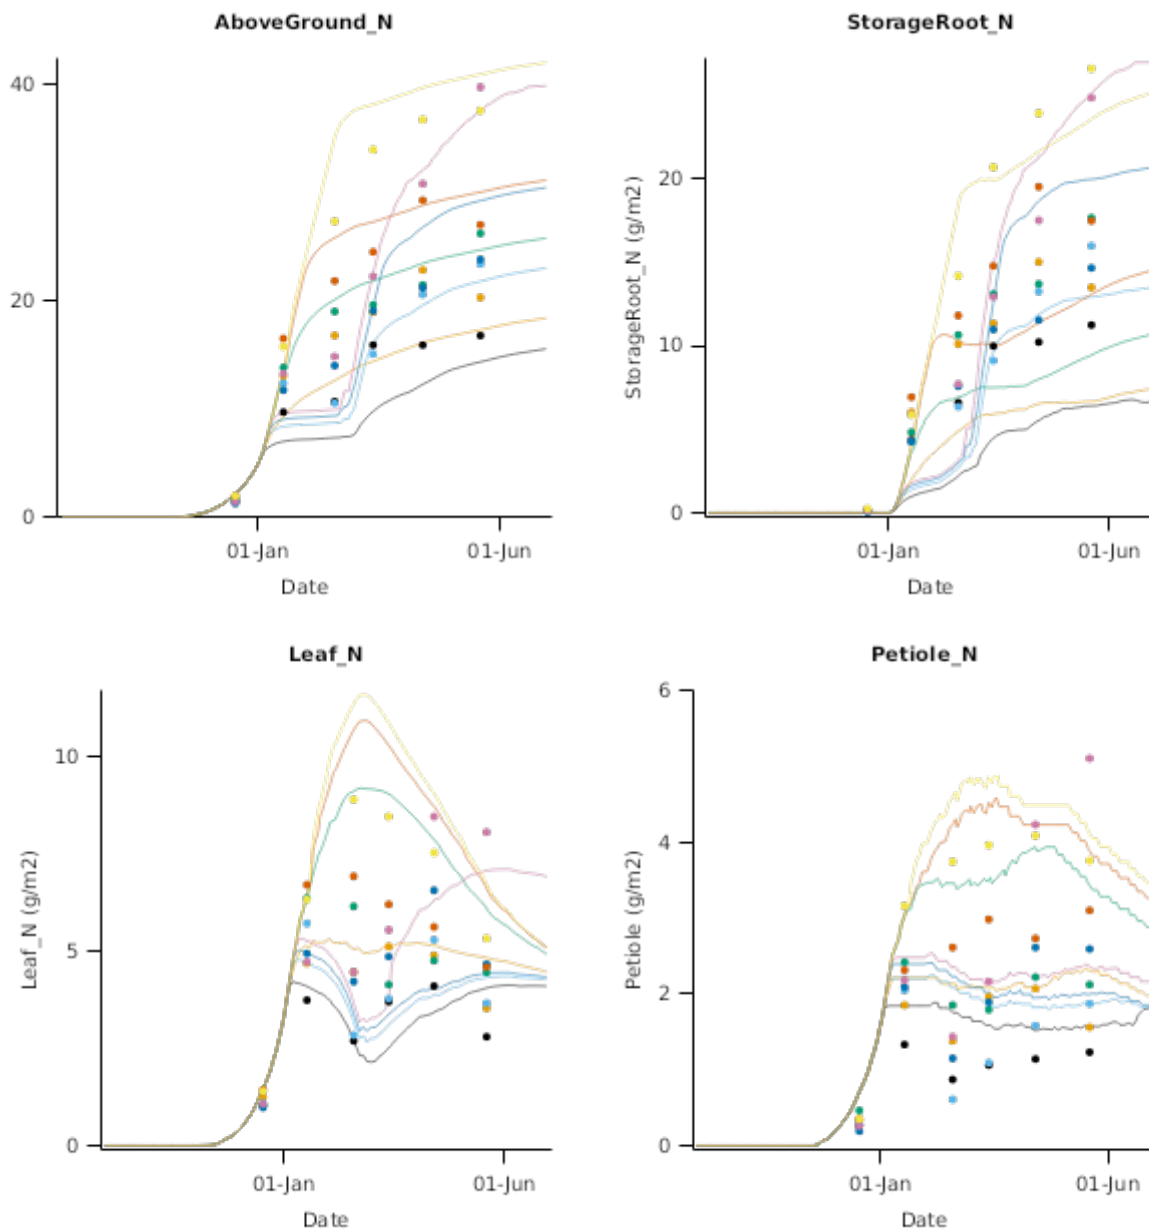 AboveGround_N
40
20
0
01-Jan
01-Jun
Date
StorageRoot_N
StorageRoot_N (g/m2)
20
10
0
01-Jan
01-Jun
Date
Leaf_N
Leaf_N (g/m2)
10
5
0
01-Jan
01-Jun
Date
Petiole_N
Petiole (g/m2)
6
4
2
0
01-Jan
01-Jun
Date